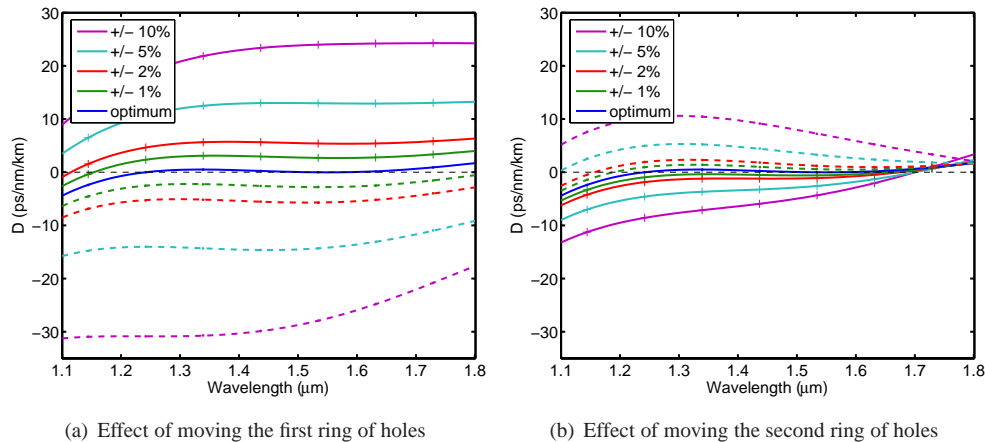 30
20
10
0
−10
−20
−30
D (ps/nm/km)
+/− 10%
+/− 5%
+/− 2%
+/− 1%
optimum
1.1 1.2 1.3 1.4 1.5 1.6 1.7 1.8
Wavelength (μm)
(a) Effect of moving the first ring of holes
30
20
10
0
−10
−20
−30
D (ps/nm/km)
+/− 10%
+/− 5%
+/− 2%
+/− 1%
optimum
1.1 1.2 1.3 1.4 1.5 1.6 1.7 1.8
Wavelength (μm)
(b) Effect of moving the second ring of holes